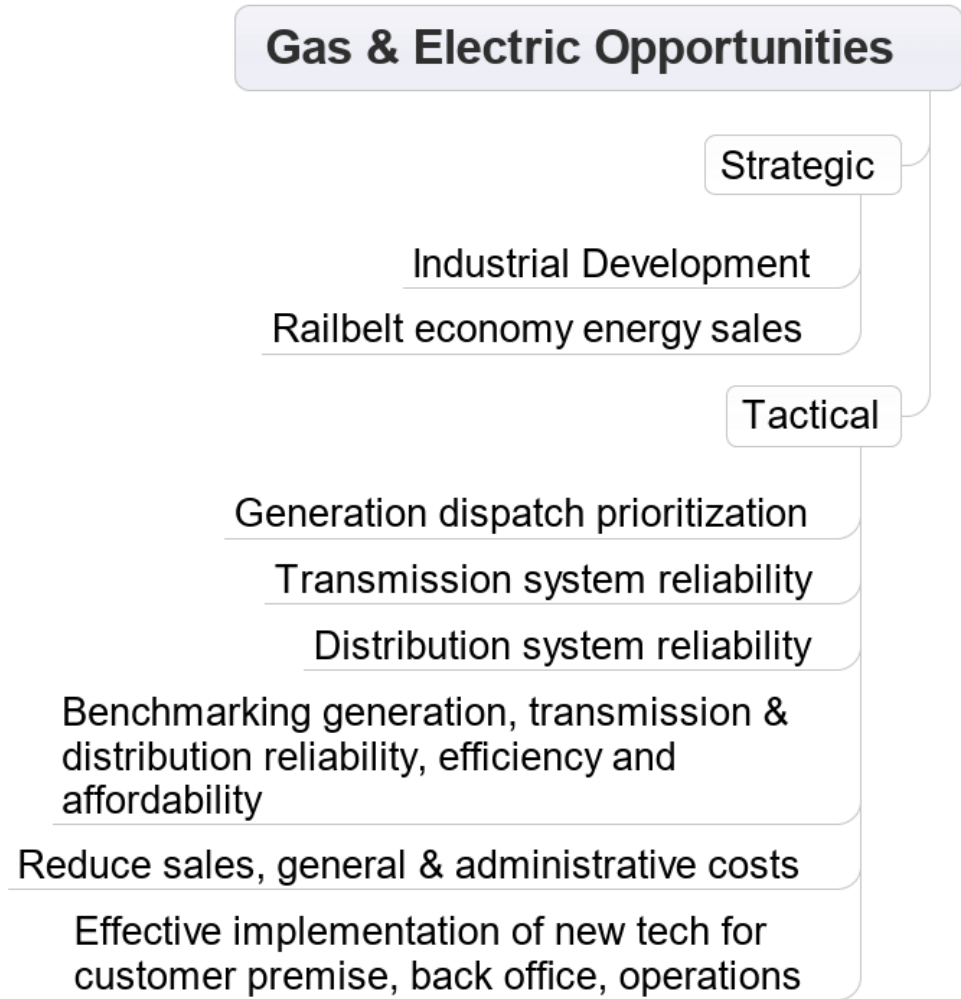 Gas & Electric Opportunities
Strategic
Industrial Development
Railbelt economy energy sales
Tactical
Generation dispatch prioritization
Transmission system reliability
Distribution system reliability
Benchmarking generation, transmission &
distribution reliability, efficiency and
affordability
Reduce sales, general & administrative costs
Effective implementation of new tech for
customer premise, back office, operations